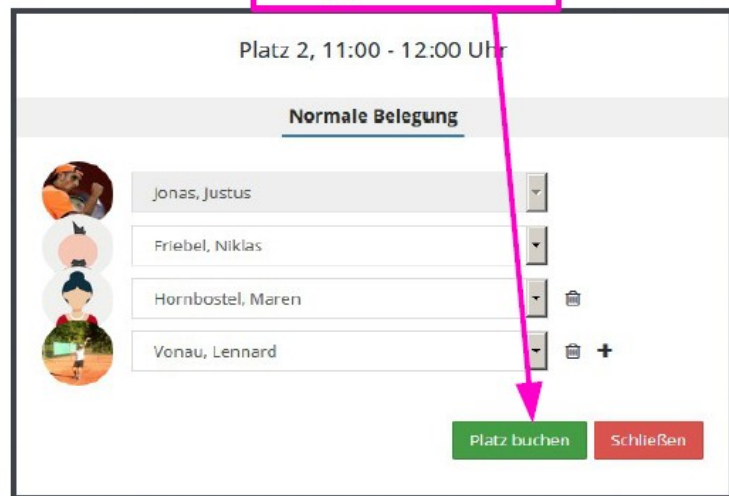 Platz 2, 11:00 - 12:00 Uhr
Normale Belegung
Jonas, Justus
Friebel, Niklas
Hornbostel, Maren
Vonau, Lennard
Platz buchen Schließen